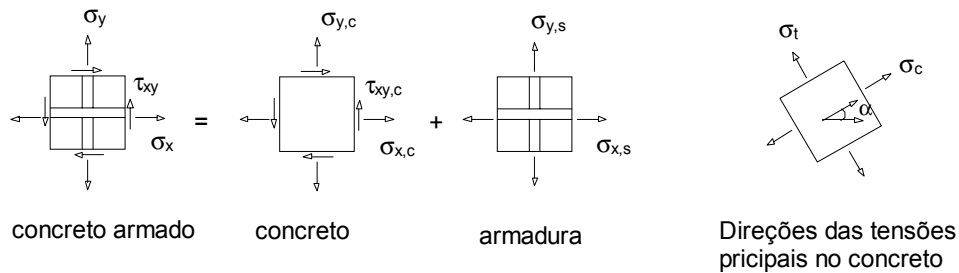 σy
σy,c
σy,s
σt
τxy
τxy,c
σc
α
=
+
σx
σx,c
σx,s
concreto armado
concreto
armadura
Direções das tensões
pricipais no concreto